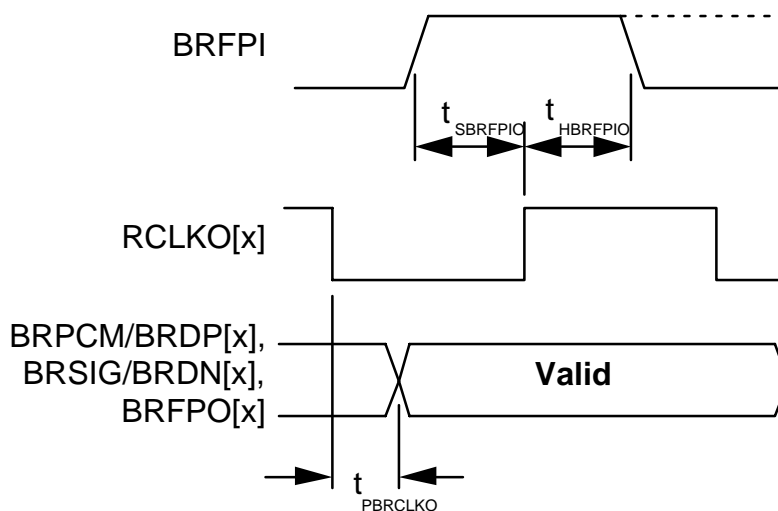 BRFPI
t SBRFPIO
t HBRFPIO
RCLKO[x]
BRPCM/BRDP[x],
BRSIG/BRDN[x],
BRFPO[x]
Valid
t PBRCLKO